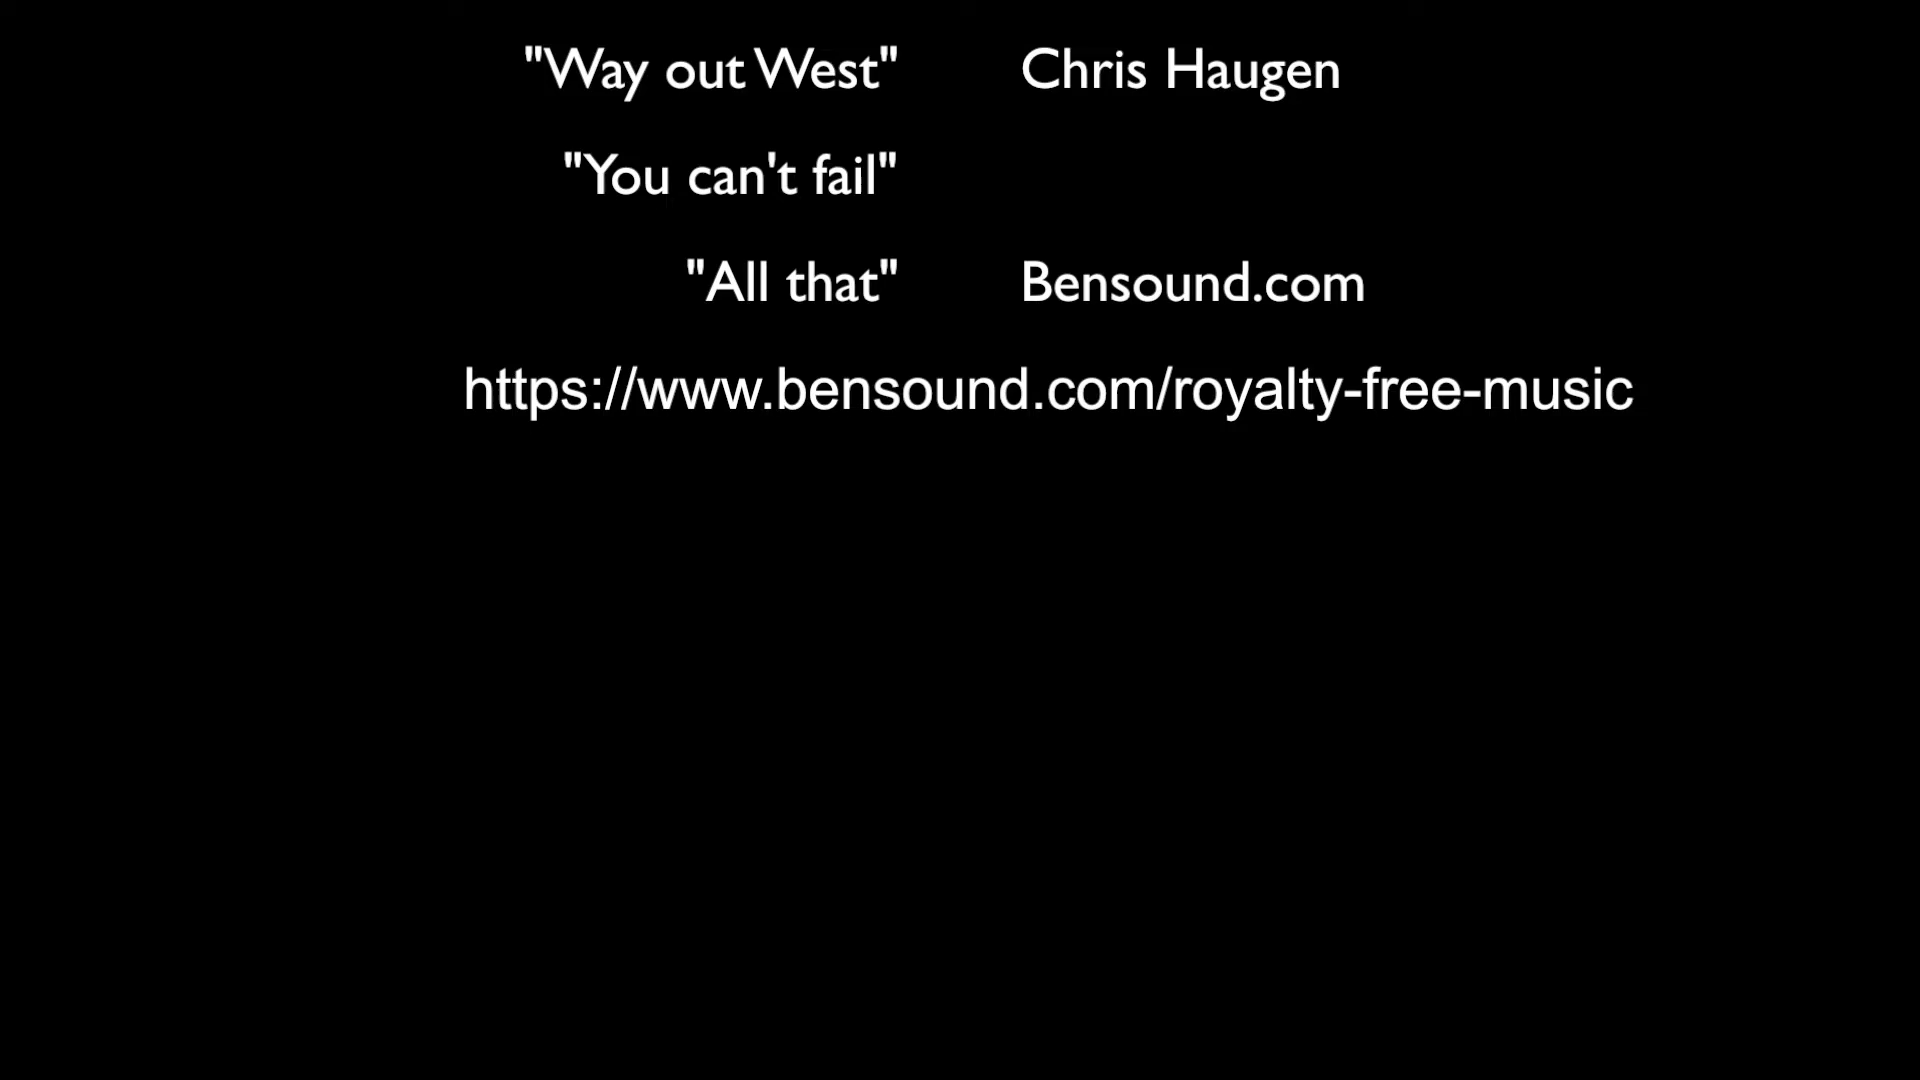 "Way out West" Chris Haugen
"You can't fail"
"All that" Bensound.com
https://www.bensound.com/royalty-free-music